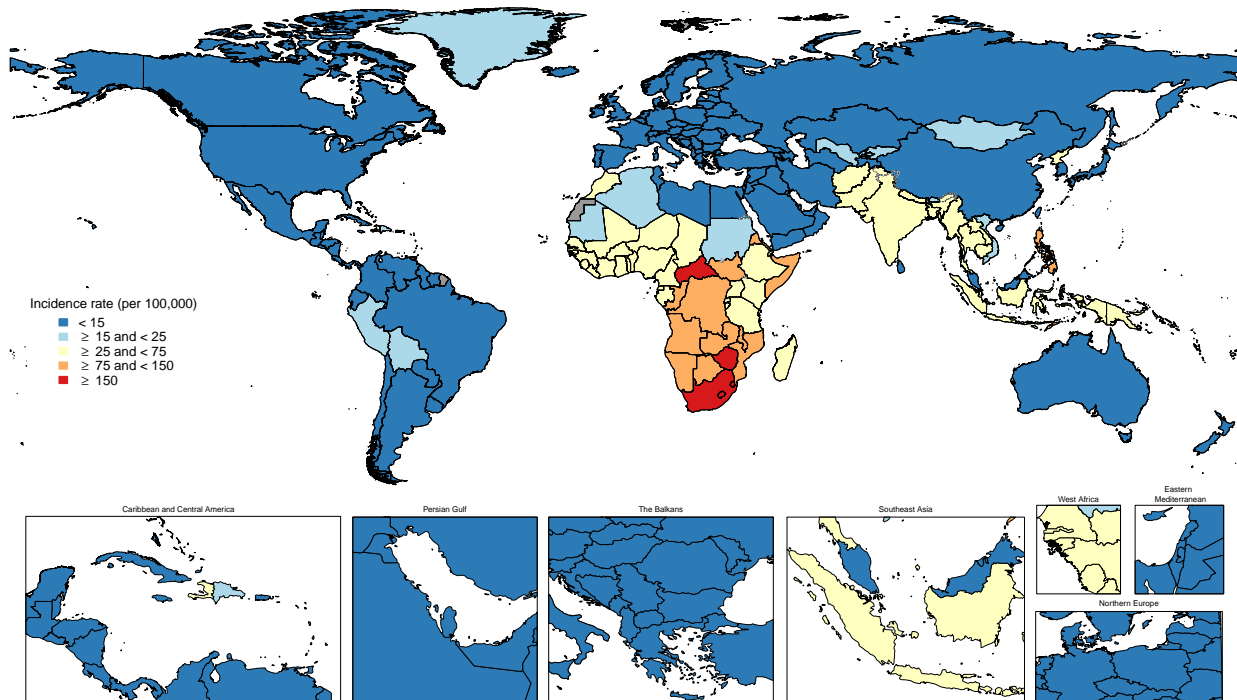 Incidence rate (per 100,000)
< 15
≥ 15 and < 25
≥ 25 and < 75
≥ 75 and < 150
≥ 150
Caribbean and Central America
Persian Gulf
The Balkans
Southeast Asia
West Africa
Eastern
Mediterranean
Northern Europe